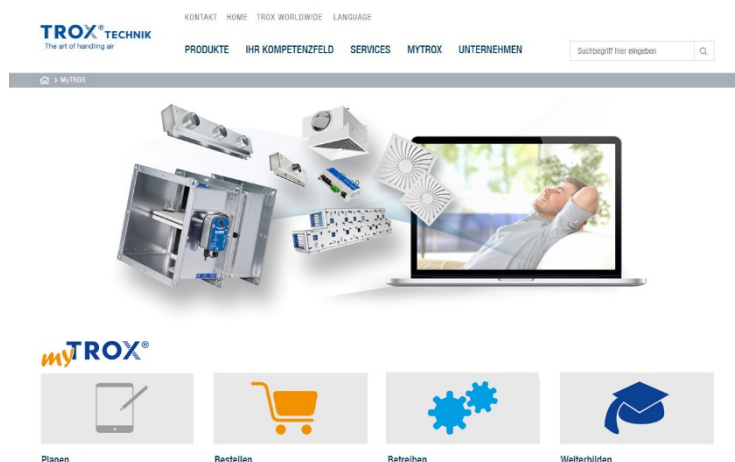 KONTAKT HOME TROX WORLDWIDE LANGUAGE
TROX® TECHNIK
The art of handling air
PRODUKTE IHR KOMPETENZFELD SERVICES MYTROX UNTERNEHMEN
Suchbegriff hier eingeben
> MyTROX
myTROX®
Planen Bestellen Betreiben Weiterbilden